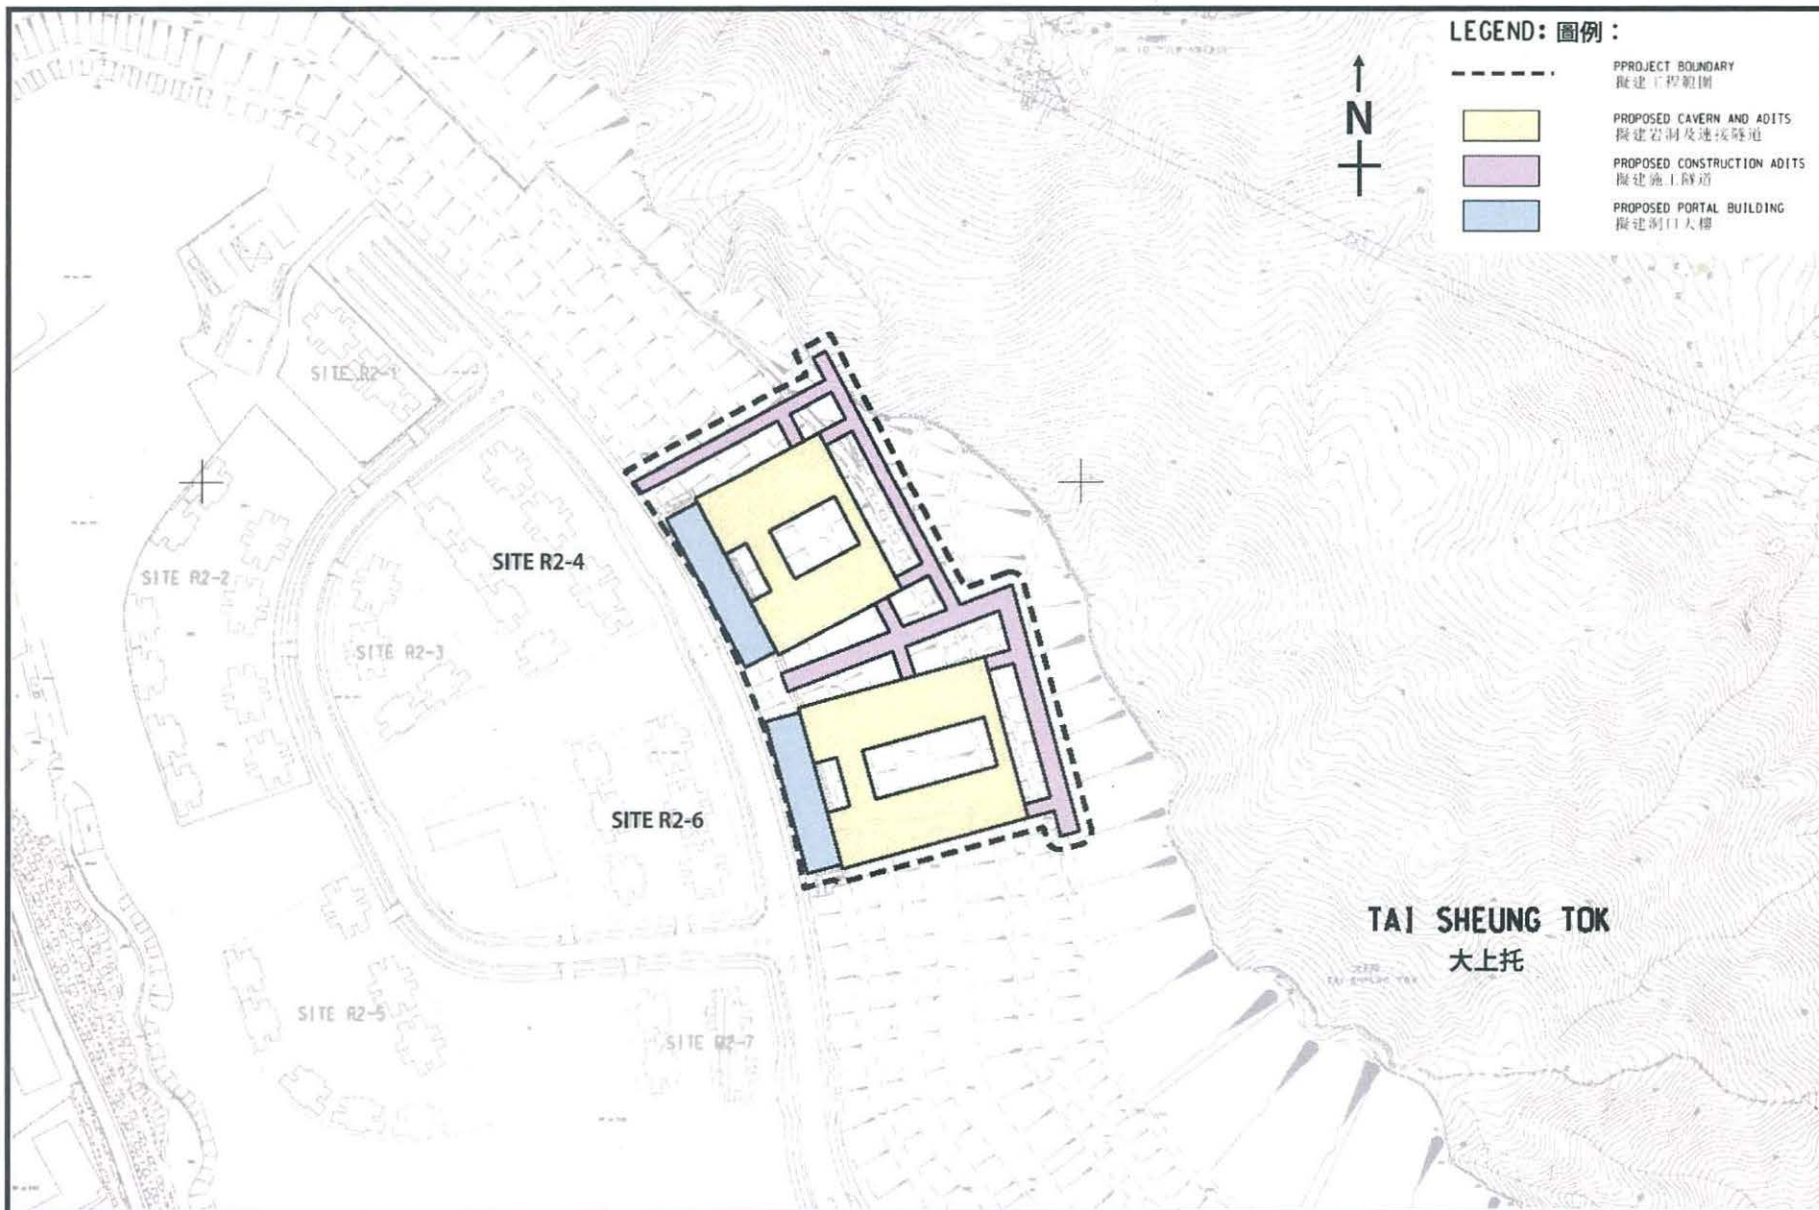 LEGEND: 圖例：
PPROJECT BOUNDARY
擬建工程範圍
PROPOSED CAVERN AND ADITS
擬建岩洞及連接隧道
PROPOSED CONSTRUCTION ADITS
擬建施工隧道
PROPOSED PORTAL BUILDING
擬建洞口大樓
N
SITE R2-1
SITE R2-4
SITE R2-2
SITE R2-3
SITE R2-6
TAI SHEUNG TOK
大上托
SITE R2-5
SITE R2-7